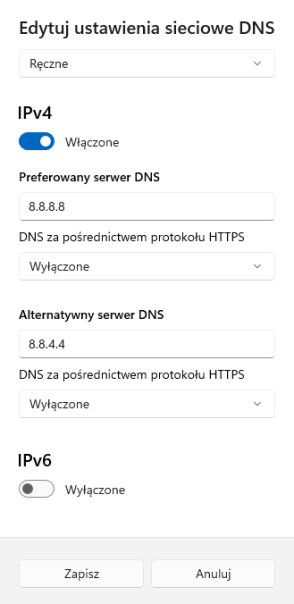 Edytuj ustawienia sieciowe DNS
Ręczne
IPv4
Włączone
Preferowany serwer DNS
8.8.8.8
DNS za pośrednictwem protokołu HTTPS
Wyłączone
Alternatywny serwer DNS
8.8.4.4
DNS za pośrednictwem protokołu HTTPS
Wyłączone
IPv6
Wyłączone
Zapisz Anuluj